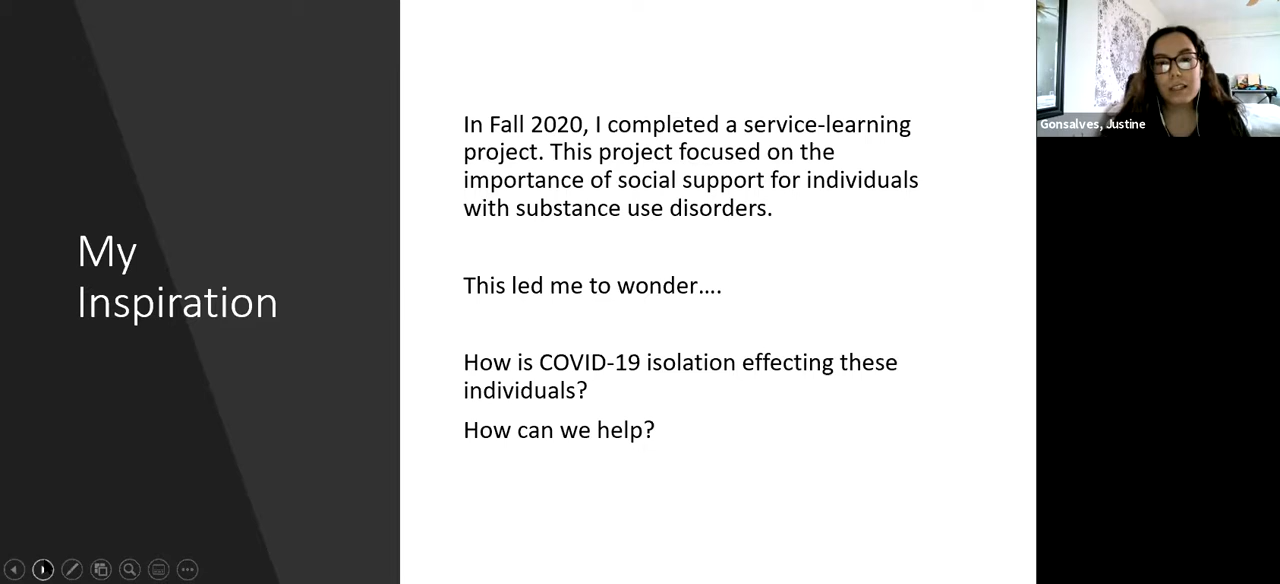 My
Inspiration
In Fall 2020, I completed a service-learning
project. This project focused on the
importance of social support for individuals
with substance use disorders.
This led me to wonder....
How is COVID-19 isolation effecting these
individuals?
How can we help?
Gonsalves, Justine